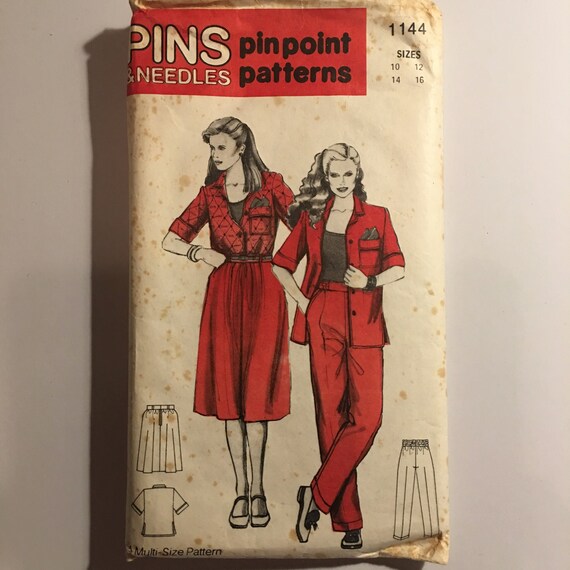 PINS
& NEEDLES
pinpoint
patterns
1144
SIZES
10 12
14 16
Multi-Size Pattern